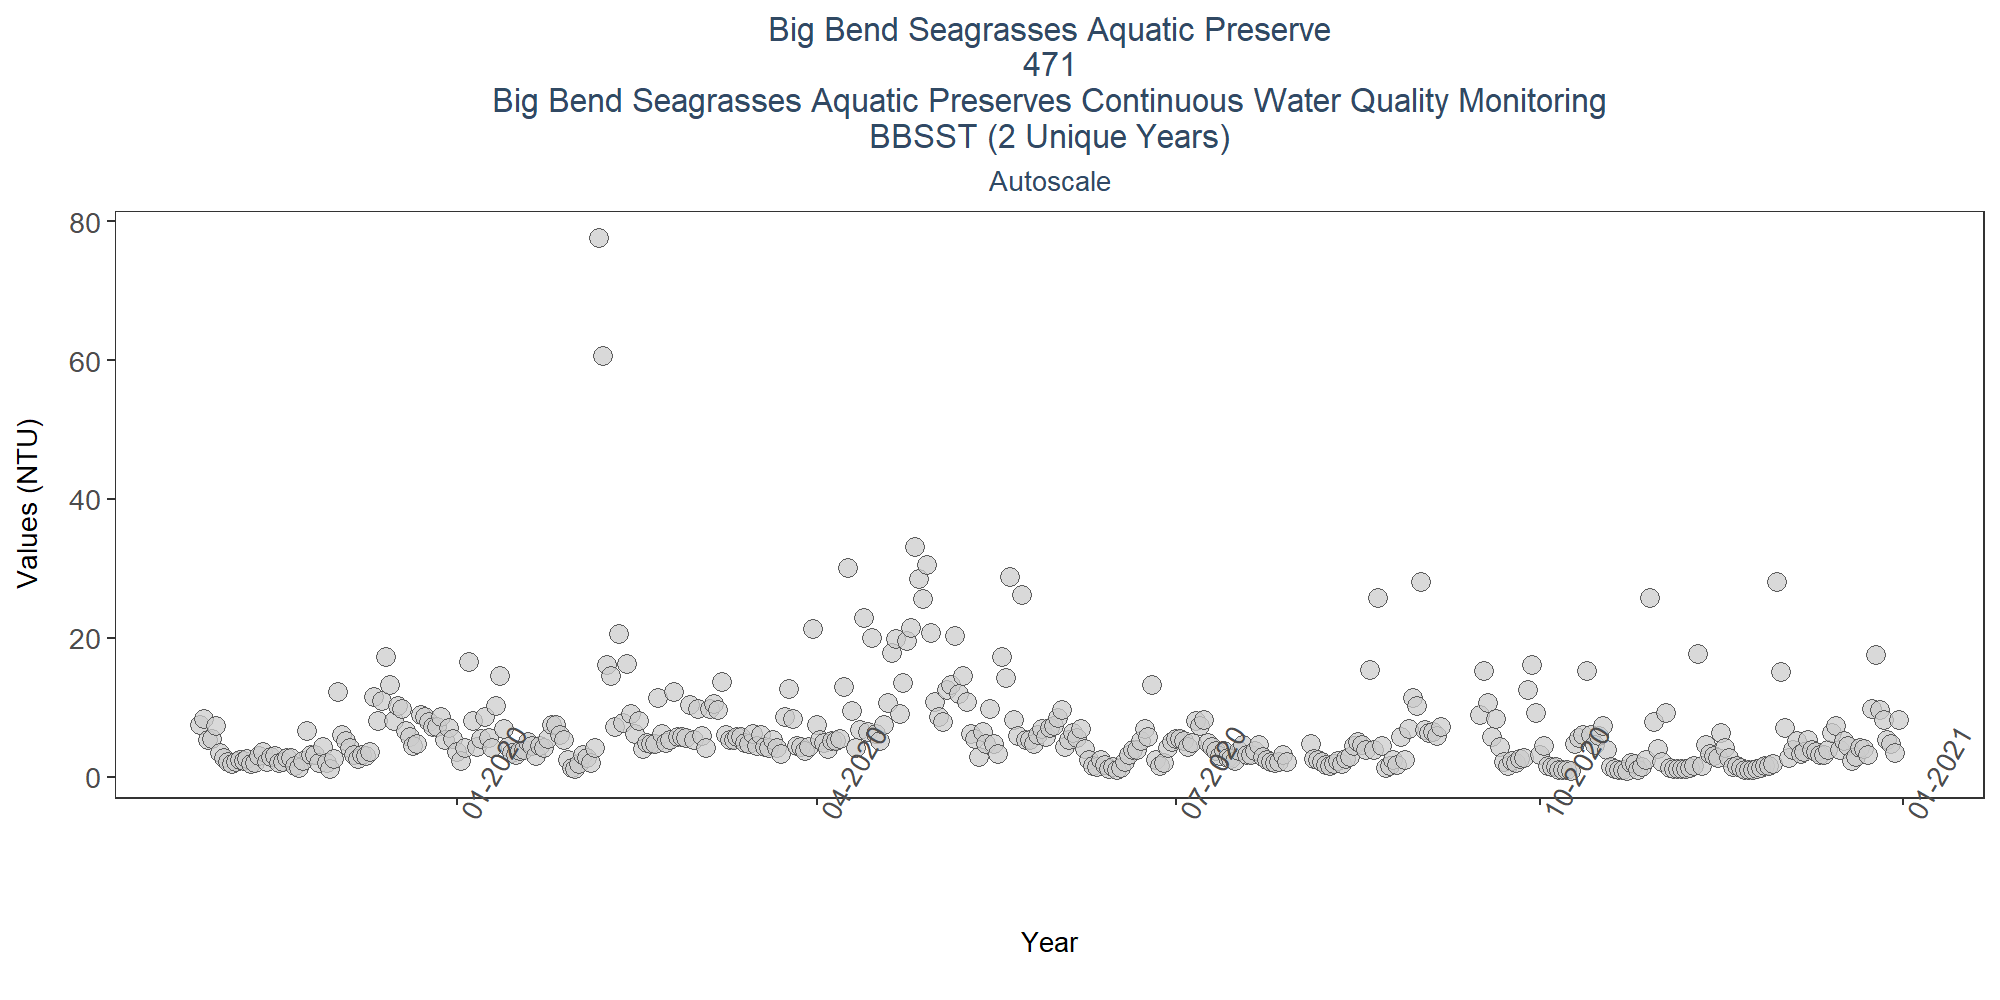 Big Bend Seagrasses Aquatic Preserve
471
Big Bend Seagrasses Aquatic Preserves Continuous Water Quality Monitoring
BBSST (2 Unique Years)
Autoscale
80
60
40
20
0
Values (NTU)
01-2020
04-2020
07-2020
10-2020
01-2021
Year